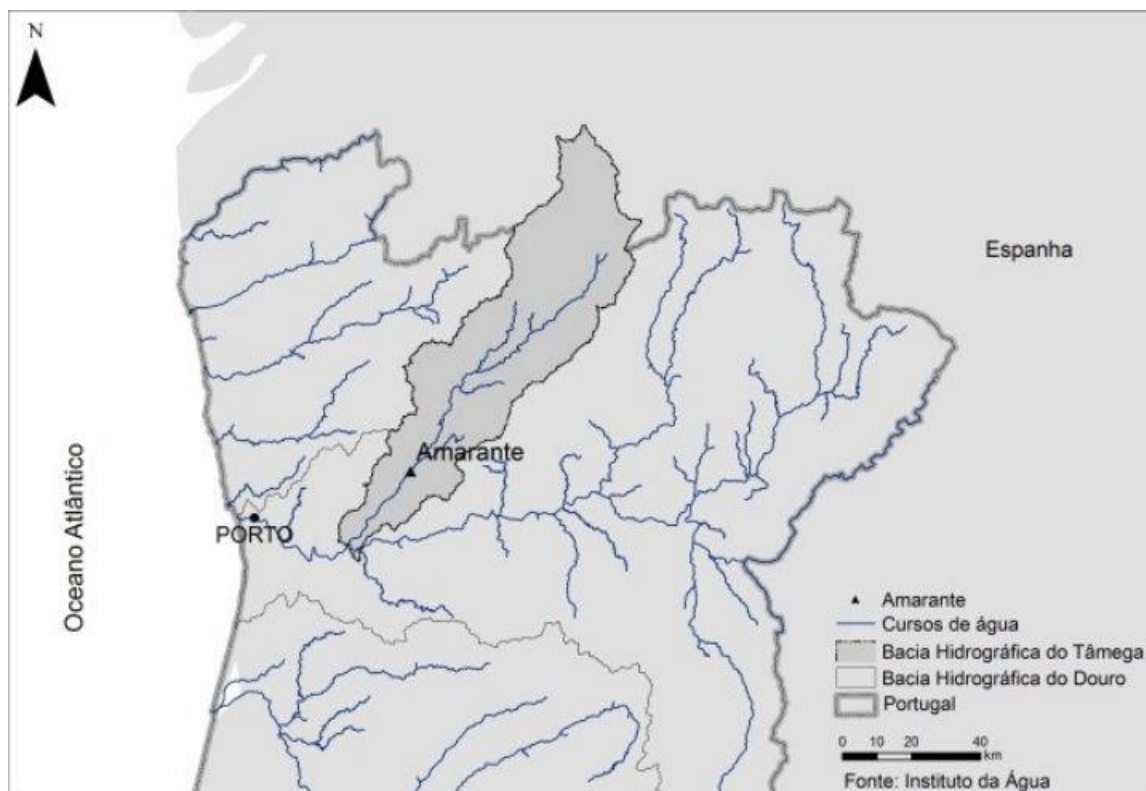 N
Espanha
Amarante
PORTO
Oceano Atlântico
Amarante
Cursos de água
Bacia Hidrográfica do Tâmega
Bacia Hidrográfica do Douro
Portugal
0 10 20 40
km
Fonte: Instituto da Água